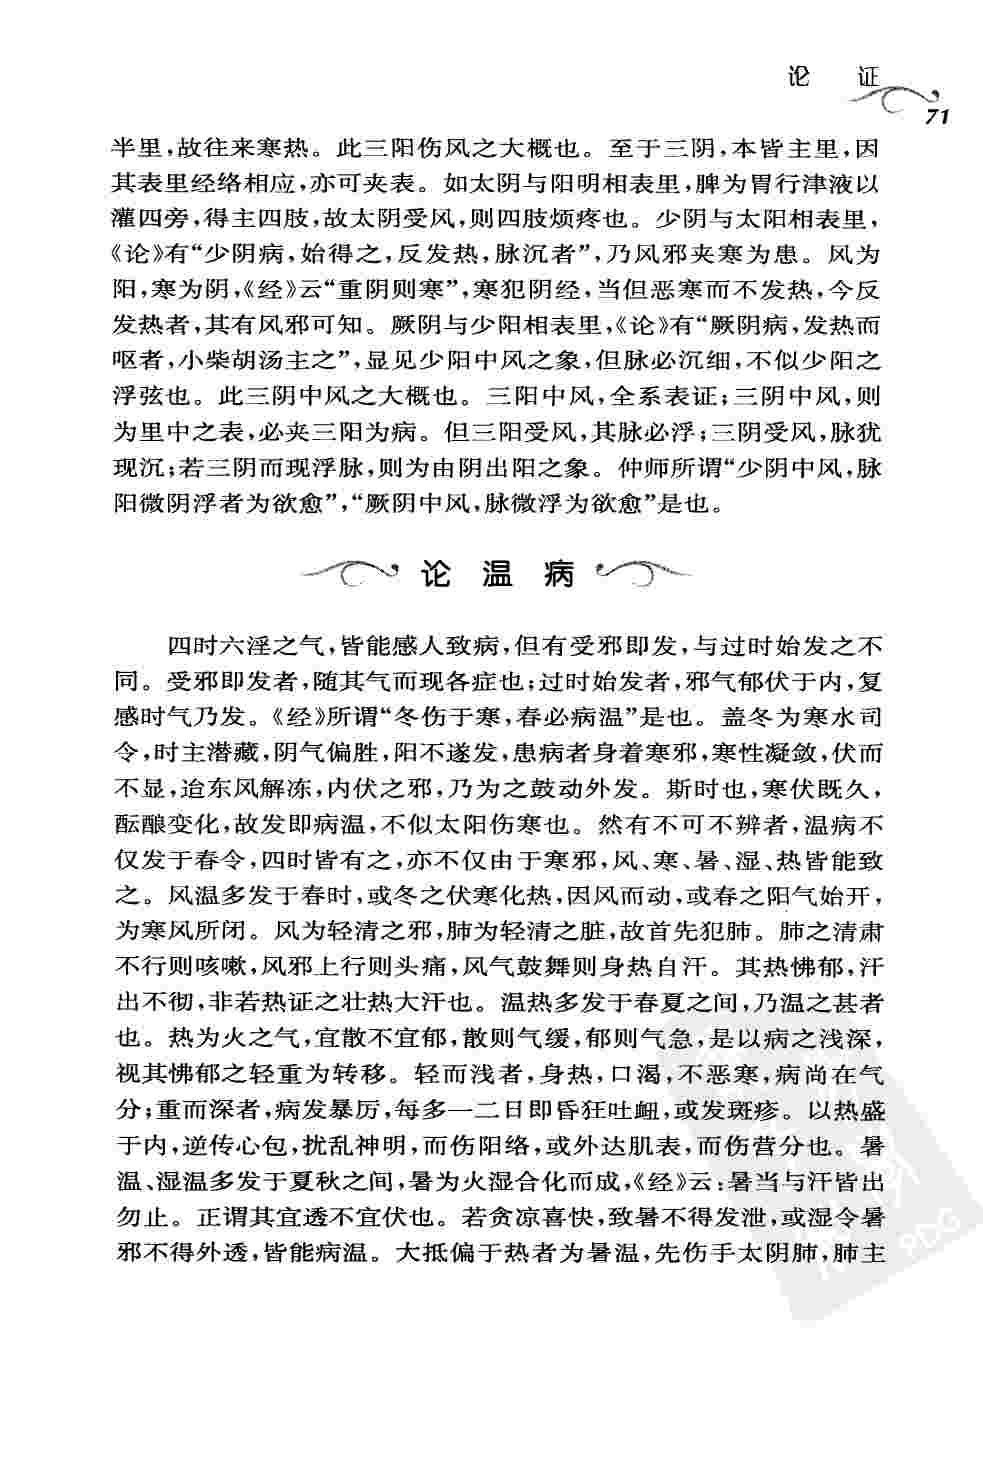 论 证
71
半里，故往来寒热。此三阳伤风之大概也。至于三阴，本皆主里，因
其表里经络相应，亦可夹表。如太阴与阳明相表里，脾为胃行津液以
灌四旁，得主四肢，故太阴受风，则四肢烦疼也。少阴与太阳相表里，
《论》有“少阴病，始得之，反发热，脉沉者”，乃风邪夹寒为患。风为
阳，寒为阴，《经》云“重阴则寒”，寒犯阴经，当但恶寒而不发热，今反
发热者，其有风邪可知。厥阴与少阳相表里，《论》有“厥阴病，发热而
呕者，小柴胡汤主之”，显见少阳中风之象，但脉必沉细，不似少阳之
浮弦也。此三阴中风之大概也。三阳中风，全系表证；三阴中风，则
为里中之表，必夹三阳为病。但三阳受风，其脉必浮；三阴受风，脉犹
现沉；若三阴而现浮脉，则为由阴出阳之象。仲师所谓“少阴中风，脉
阳微阴浮者为欲愈”，“厥阴中风，脉微浮为欲愈”是也。
论温病
四时六淫之气，皆能感人致病，但有受邪即发，与过时始发之不
同。受邪即发者，随其气而现各症也；过时始发者，邪气郁伏于内，复
感时气乃发。《经》所谓“冬伤于寒，春必病温”是也。盖冬为寒水司
令，时主潜藏，阴气偏胜，阳不遂发，患病者身着寒邪，寒性凝敛，伏而
不显，迨东风解冻，内伏之邪，乃为之鼓动外发。斯时也，寒伏既久，
酝酿变化，故发即病温，不似太阳伤寒也。然有不可不辨者，温病不
仅发于春令，四时皆有之，亦不仅由于寒邪，风、寒、暑、湿、热皆能致
之。风温多发于春时，或冬之伏寒化热，因风而动，或春之阳气始开，
为寒风所闭。风为轻清之邪，肺为轻清之脏，故首先犯肺。肺之清肃
不行则咳嗽，风邪上行则头痛，风气鼓舞则身热自汗。其热怫郁，汗
出不彻，非若热证之壮热大汗也。温热多发于春夏之间，乃温之甚者
也。热为火之气，宜散不宜郁，散则气缓，郁则气急，是以病之浅深，
视其怫郁之轻重为转移。轻而浅者，身热，口渴，不恶寒，病尚在气
分；重而深者，病发暴厉，每多一二日即昏狂吐衄，或发斑疹。以热盛
于内，逆传心包，扰乱神明，而伤阳络，或外达肌表，而伤营分也。暑
温、湿温多发于夏秋之间，暑为火湿合化而成，《经》云：暑当与汗皆出
勿止。正谓其宜透不宜伏也。若贪凉喜快，致暑不得发泄，或湿令暑
邪不得外透，皆能病温。大抵偏于热者为暑温，先伤手太阴肺，肺主
PDG